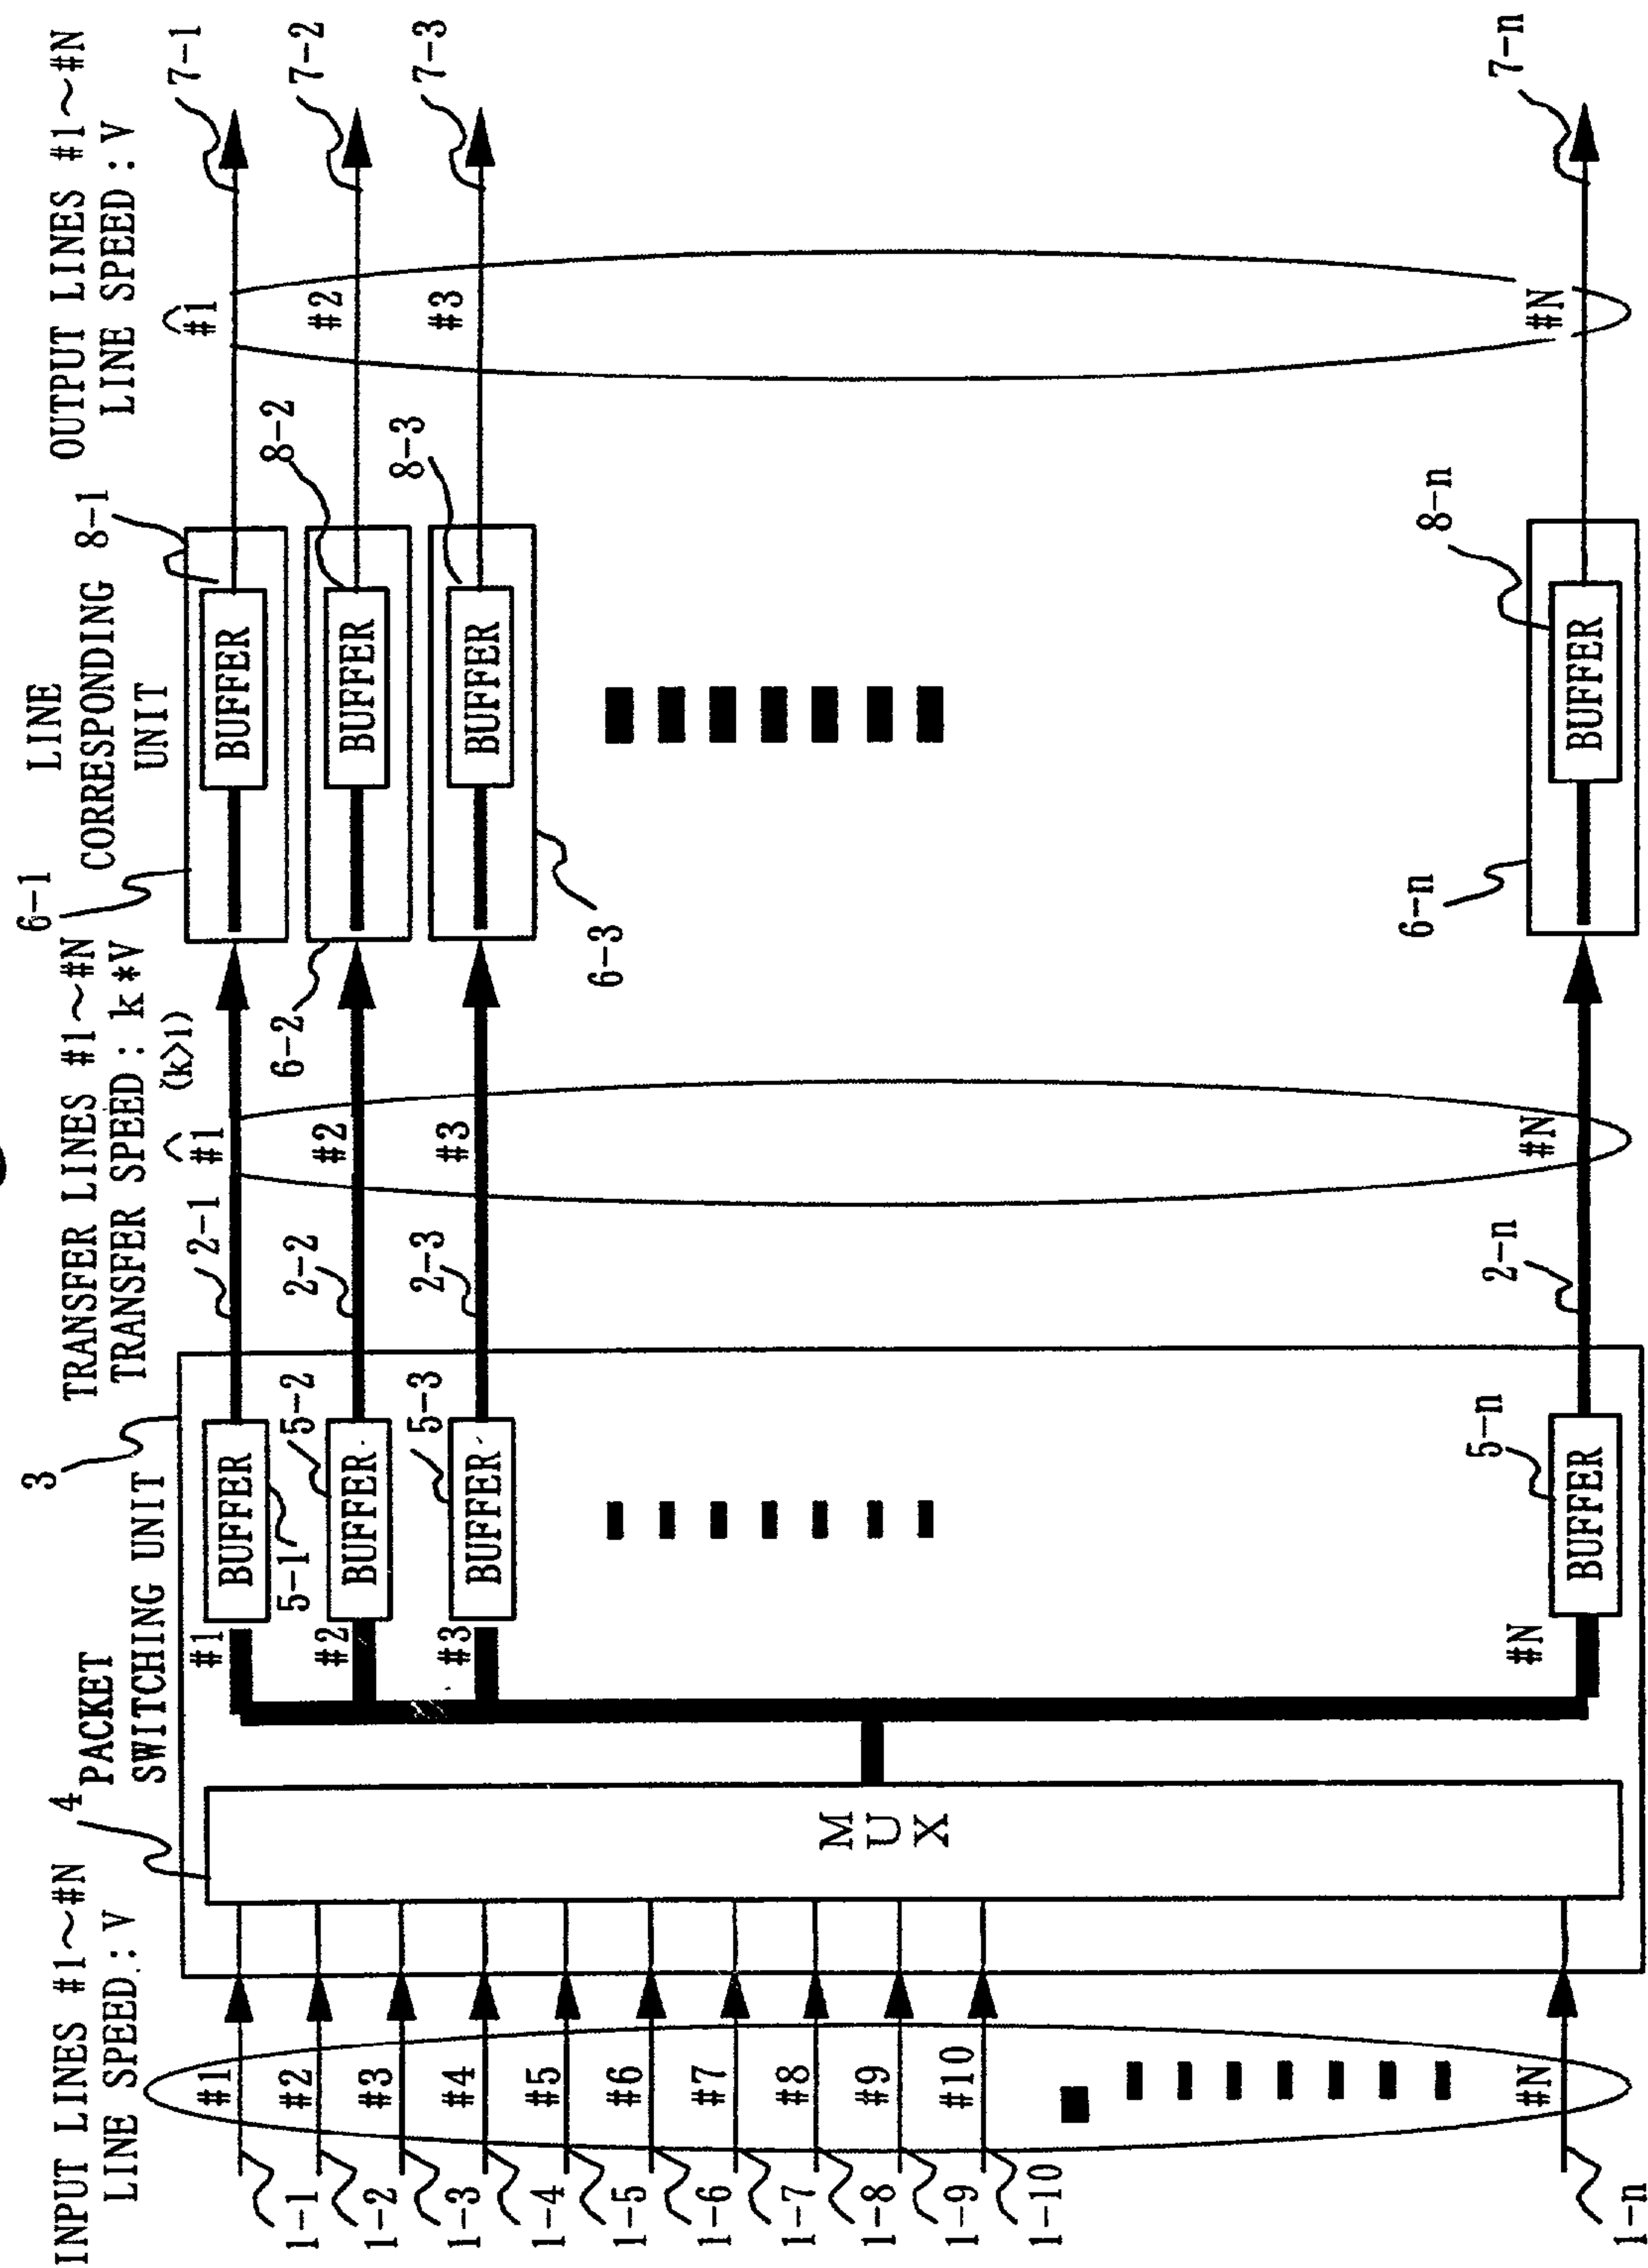 INPUT LINES #1~#N
LINE SPEED:V
4
PACKET
SWITCHING UNIT
3
TRANSFER LINES #1~#N
TRANSFER SPEED: k*V
(k>1)
6-1
LINE
CORRESPONDING
UNIT
8-1
OUTPUT LINES #1~#N
LINE SPEED:V
#1
#2
#3
#4
#5
#6
#7
#8
#9
#10
#N
1-1
1-2
1-3
1-4
1-5
1-6
1-7
1-8
1-9
1-10
1-n
MUX
#1
BUFFER
5-1
2-1
#1
BUFFER
#1
7-1
#2
BUFFER
5-2
2-2
#2
6-2
BUFFER
8-2
#2
7-2
#3
BUFFER
5-3
2-3
#3
6-3
BUFFER
8-3
#3
7-3
#N
BUFFER
5-n
2-n
#N
6-n
BUFFER
8-n
#N
7-n